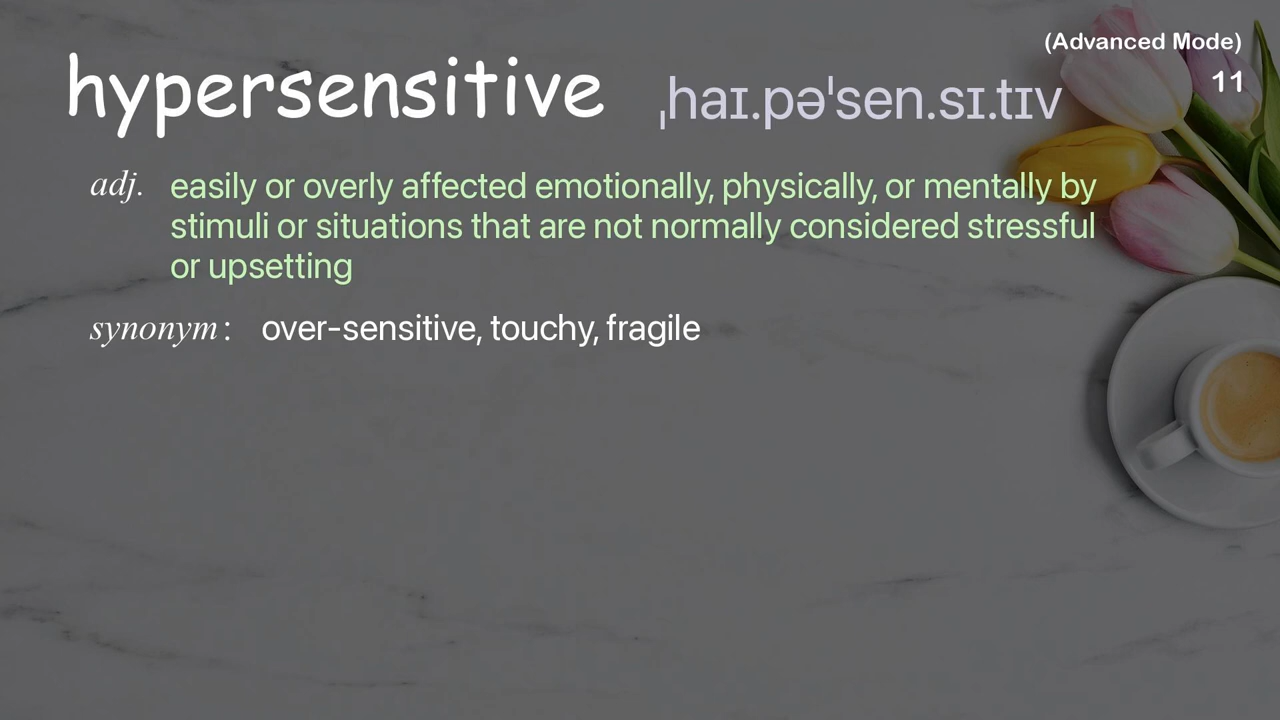 (Advanced Mode)
hypersensitive ˌhaɪ.pəˈsen.sɪ.tɪv 11
adj. easily or overly affected emotionally, physically, or mentally by
stimuli or situations that are not normally considered stressful
or upsetting
synonym: over-sensitive, touchy, fragile